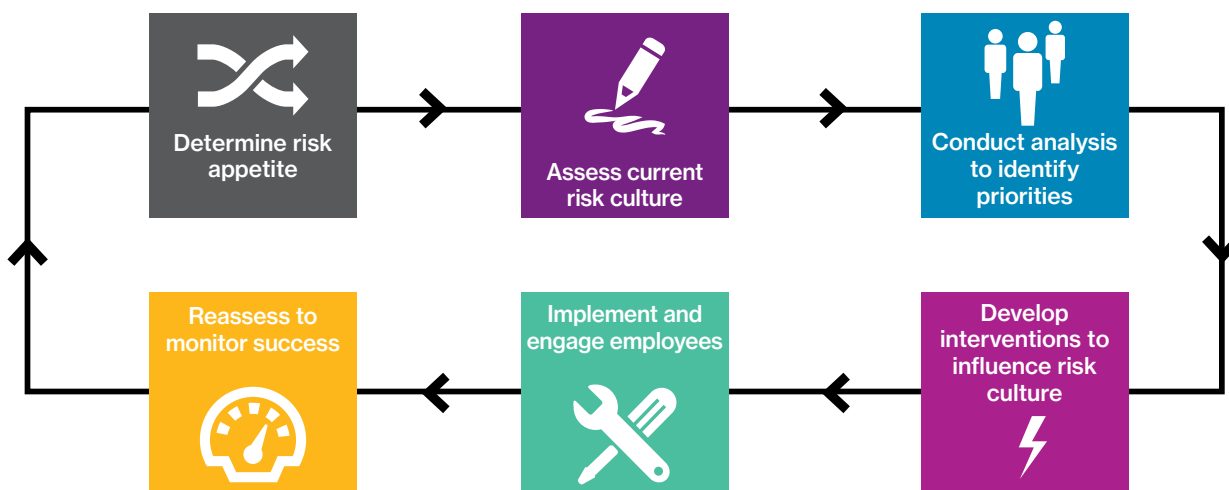 Determine risk
appetite
Assess current
risk culture
Conduct analysis
to identify
priorities
Develop
interventions to
influence risk
culture
Implement and
engage employees
Reassess to
monitor success